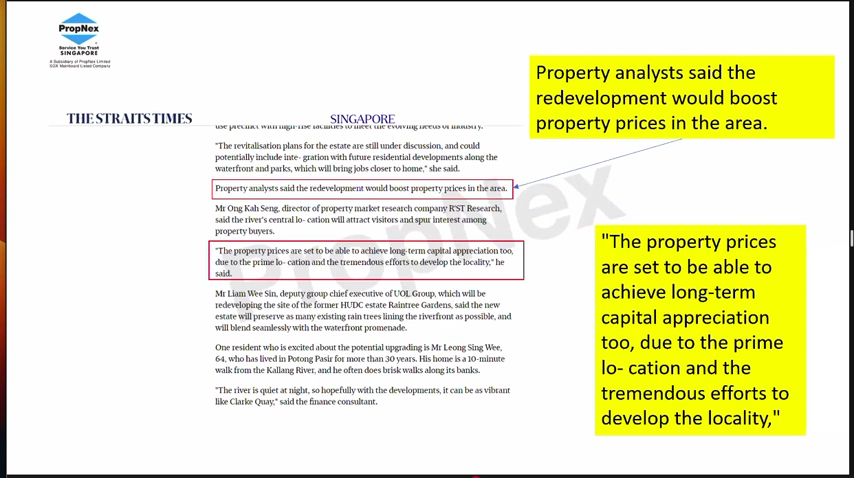 PropNex
Service You Trust
SINGAPORE
A Subsidiary of PropNex Limited
SGX Mainboard Listed Company
THE STRAITS TIMES
SINGAPORE
use precinct with high-rise facilities to meet the evolving needs of industry.
"The revitalisation plans for the estate are still under discussion, and could
potentially include inte- gration with future residential developments along the
waterfront and parks, which will bring jobs closer to home," she said.
Property analysts said the redevelopment would boost property prices in the area.
Mr Ong Kah Seng, director of property market research company R'ST Research,
said the river's central lo- cation will attract visitors and spur interest among
property buyers.
"The property prices are set to be able to achieve long-term capital appreciation too,
due to the prime lo- cation and the tremendous efforts to develop the locality," he
said.
Mr Liam Wee Sin, deputy group chief executive of UOL Group, which will be
redeveloping the site of the former HUDC estate Raintree Gardens, said the new
estate will preserve as many existing rain trees lining the riverfront as possible, and
will blend seamlessly with the waterfront promenade.
One resident who is excited about the potential upgrading is Mr Leong Sing Wee,
64, who has lived in Potong Pasir for more than 30 years. His home is a 10-minute
walk from the Kallang River, and he often does brisk walks along its banks.
"The river is quiet at night, so hopefully with the developments, it can be as vibrant
like Clarke Quay," said the finance consultant.
PropNex
Property analysts said the
redevelopment would boost
property prices in the area.
"The property prices
are set to be able to
achieve long-term
capital appreciation
too, due to the prime
lo- cation and the
tremendous efforts to
develop the locality,"